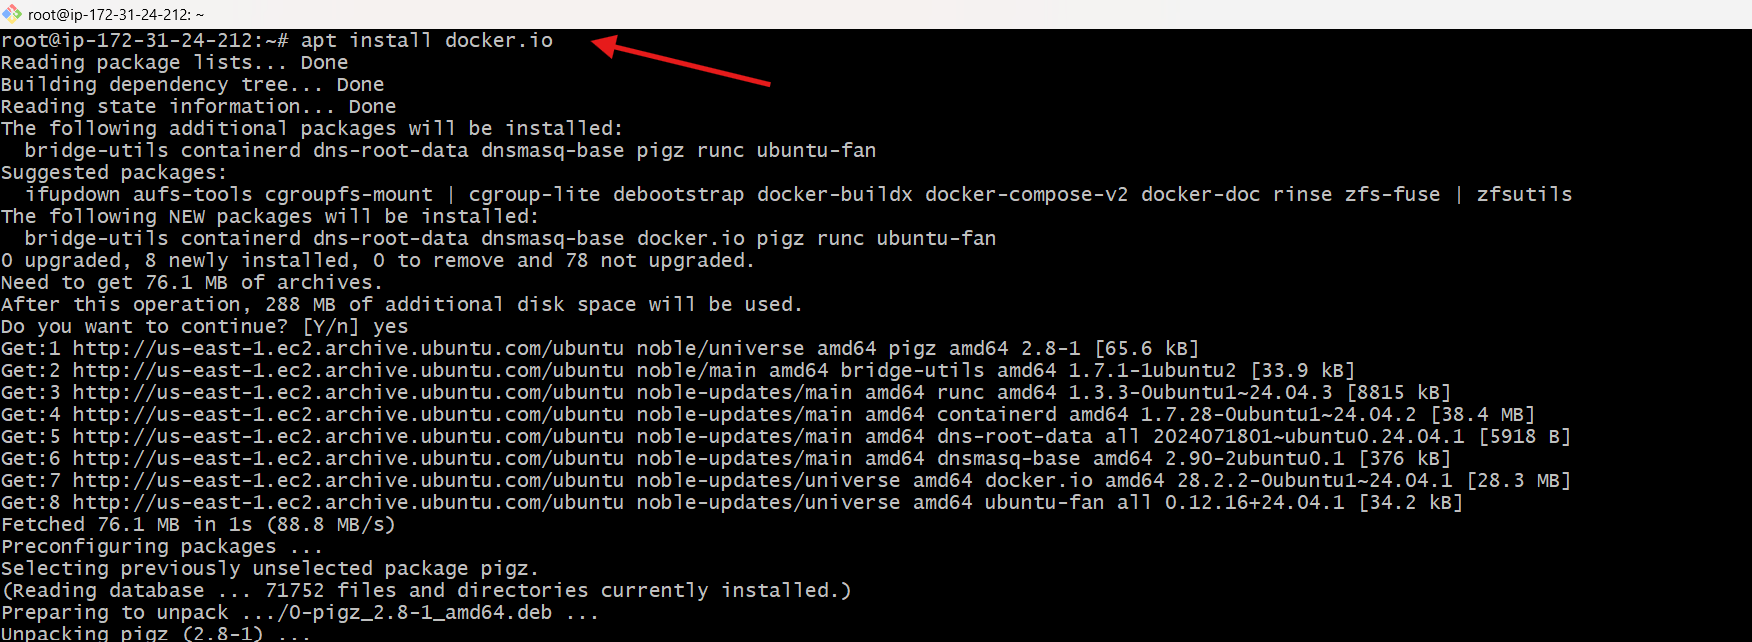 root@ip-172-31-24-212: ~
root@ip-172-31-24-212:~# apt install docker.io
Reading package lists... Done
Building dependency tree... Done
Reading state information... Done
The following additional packages will be installed:
  bridge-utils containerd dns-root-data dnsmasq-base pigz runc ubuntu-fan
Suggested packages:
  ifupdown aufs-tools cgroupfs-mount | cgroup-lite debootstrap docker-buildx docker-compose-v2 docker-doc rinse zfs-fuse | zfsutils
The following NEW packages will be installed:
  bridge-utils containerd dns-root-data dnsmasq-base docker.io pigz runc ubuntu-fan
0 upgraded, 8 newly installed, 0 to remove and 78 not upgraded.
Need to get 76.1 MB of archives.
After this operation, 288 MB of additional disk space will be used.
Do you want to continue? [Y/n] yes
Get:1 http://us-east-1.ec2.archive.ubuntu.com/ubuntu noble/universe amd64 pigz amd64 2.8-1 [65.6 kB]
Get:2 http://us-east-1.ec2.archive.ubuntu.com/ubuntu noble/main amd64 bridge-utils amd64 1.7.1-1ubuntu2 [33.9 kB]
Get:3 http://us-east-1.ec2.archive.ubuntu.com/ubuntu noble-updates/main amd64 runc amd64 1.3.3-0ubuntu1~24.04.3 [8815 kB]
Get:4 http://us-east-1.ec2.archive.ubuntu.com/ubuntu noble-updates/main amd64 containerd amd64 1.7.28-0ubuntu1~24.04.2 [38.4 MB]
Get:5 http://us-east-1.ec2.archive.ubuntu.com/ubuntu noble-updates/main amd64 dns-root-data all 2024071801~ubuntu0.24.04.1 [5918 B]
Get:6 http://us-east-1.ec2.archive.ubuntu.com/ubuntu noble-updates/main amd64 dnsmasq-base amd64 2.90-2ubuntu0.1 [376 kB]
Get:7 http://us-east-1.ec2.archive.ubuntu.com/ubuntu noble-updates/universe amd64 docker.io amd64 28.2.2-0ubuntu1~24.04.1 [28.3 MB]
Get:8 http://us-east-1.ec2.archive.ubuntu.com/ubuntu noble-updates/universe amd64 ubuntu-fan all 0.12.16+24.04.1 [34.2 kB]
Fetched 76.1 MB in 1s (88.8 MB/s)
Preconfiguring packages ...
Selecting previously unselected package pigz.
(Reading database ... 71752 files and directories currently installed.)
Preparing to unpack .../0-pigz_2.8-1_amd64.deb ...
Unpacking pigz (2.8-1) ...